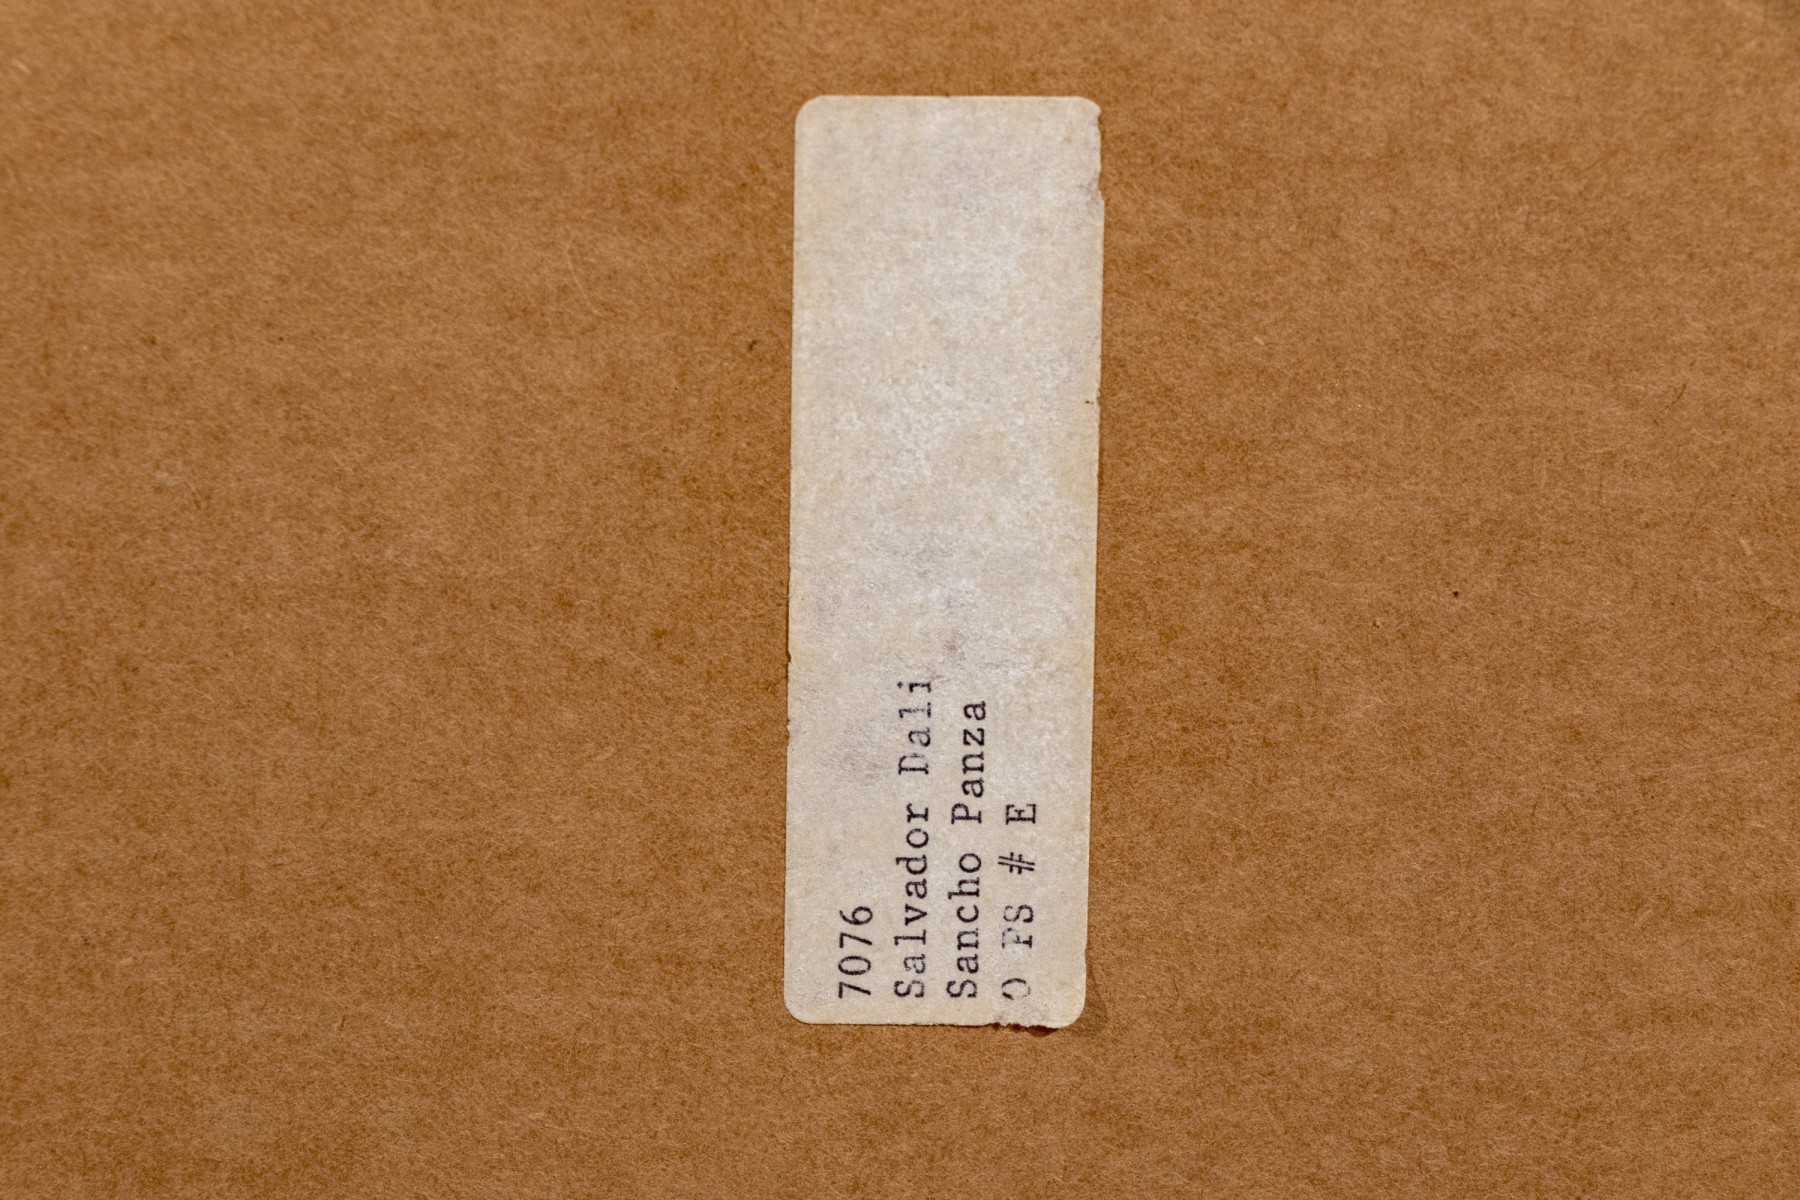 7076
Salvador Dali
Sancho Panza
O PS # E